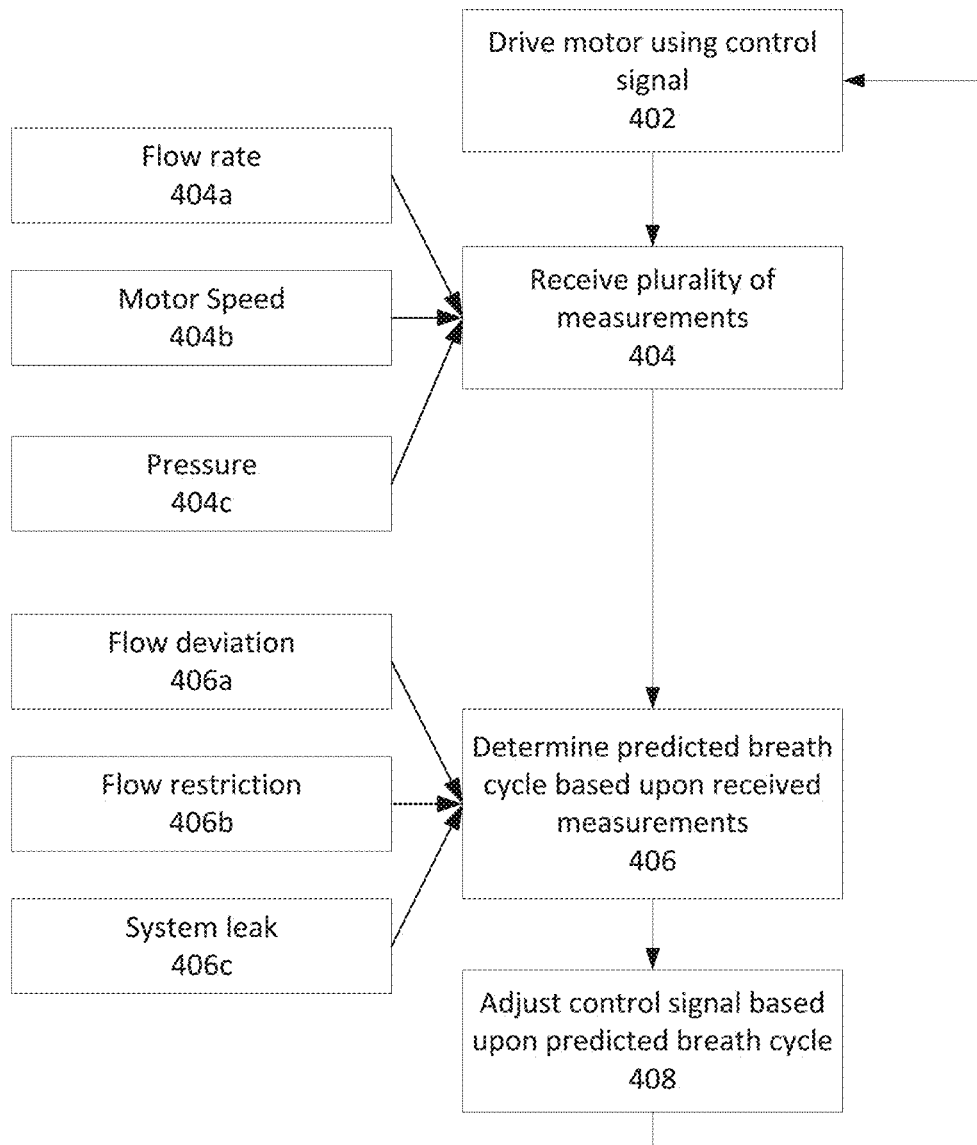 Drive motor using control
signal
402
Flow rate
404a
Motor Speed
404b
Pressure
404c
Receive plurality of
measurements
404
Flow deviation
406a
Flow restriction
406b
System leak
406c
Determine predicted breath
cycle based upon received
measurements
406
Adjust control signal based
upon predicted breath cycle
408